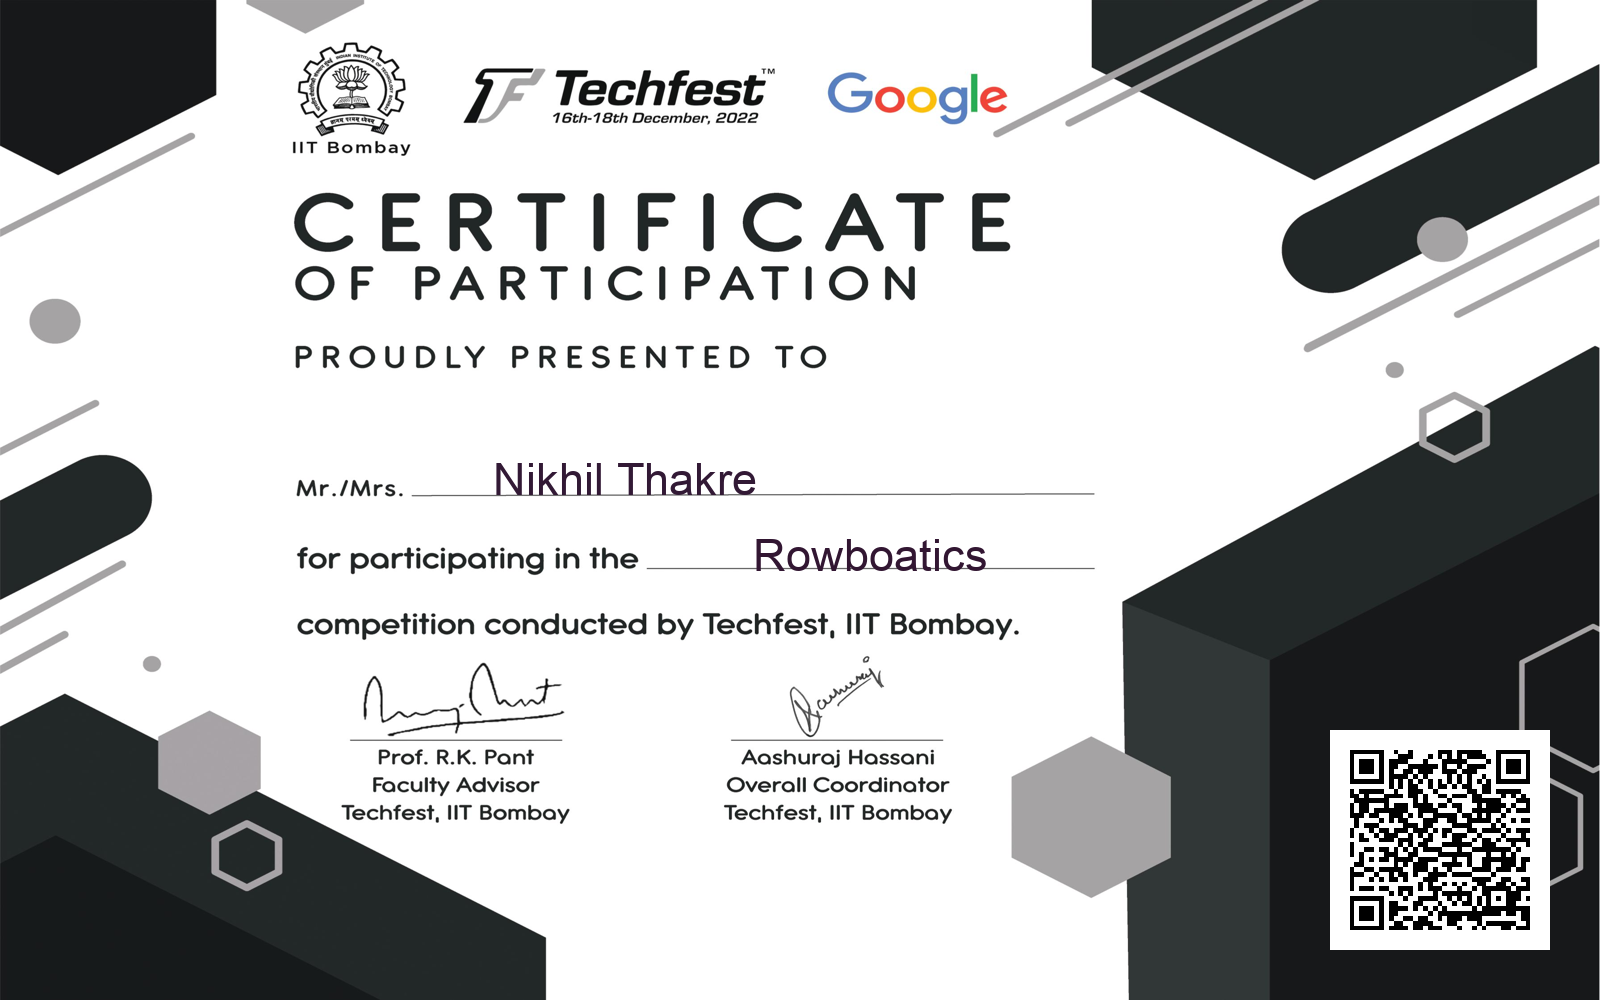 IIT Bombay
Techfest™
16th-18th December, 2022
Google
CERTIFICATE
OF PARTICIPATION
PROUDLY PRESENTED TO
Mr./Mrs. Nikhil Thakre
for participating in the Rowboatics
competition conducted by Techfest, IIT Bombay.
Prof. R.K. Pant
Faculty Advisor
Techfest, IIT Bombay
Aashuraj Hassani
Overall Coordinator
Techfest, IIT Bombay